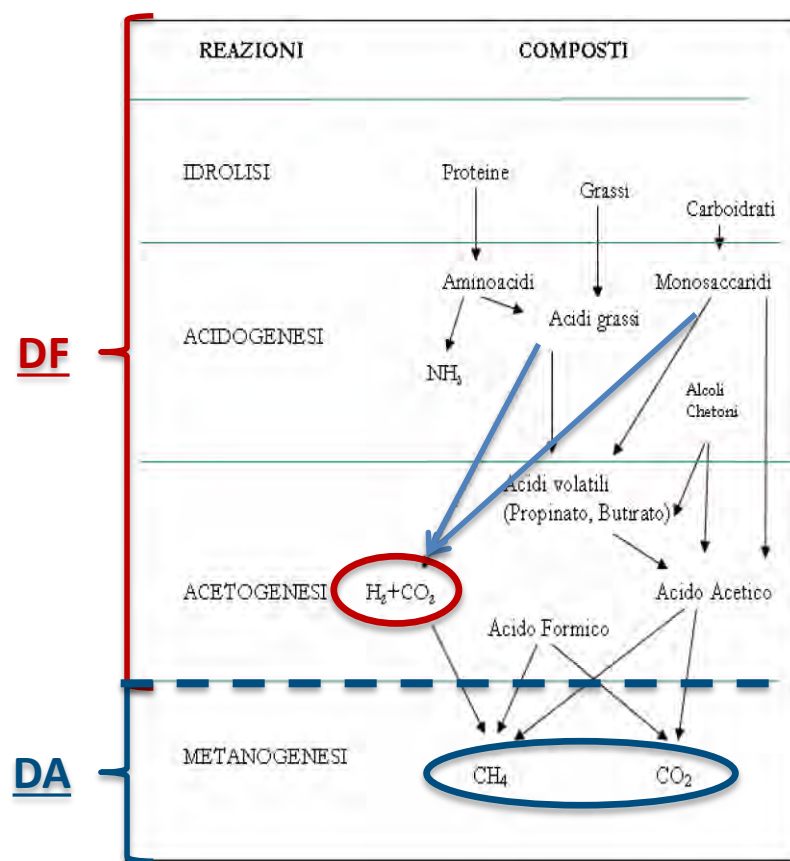 REAZIONI COMPOSTI
IDROLISI
Proteine
Grassi
Carboidrati
Aminoacidi
Monosaccaridi
Acidi grassi
ACIDOGENESI
DF
NH₃
Alcoli
Chetoni
Acidi volatili
(Propinato, Butirato)
ACETOGENESI
H₂+CO₂
Acido Acetico
Acido Formico
METANOGENESI
DA
CH₄
CO₂